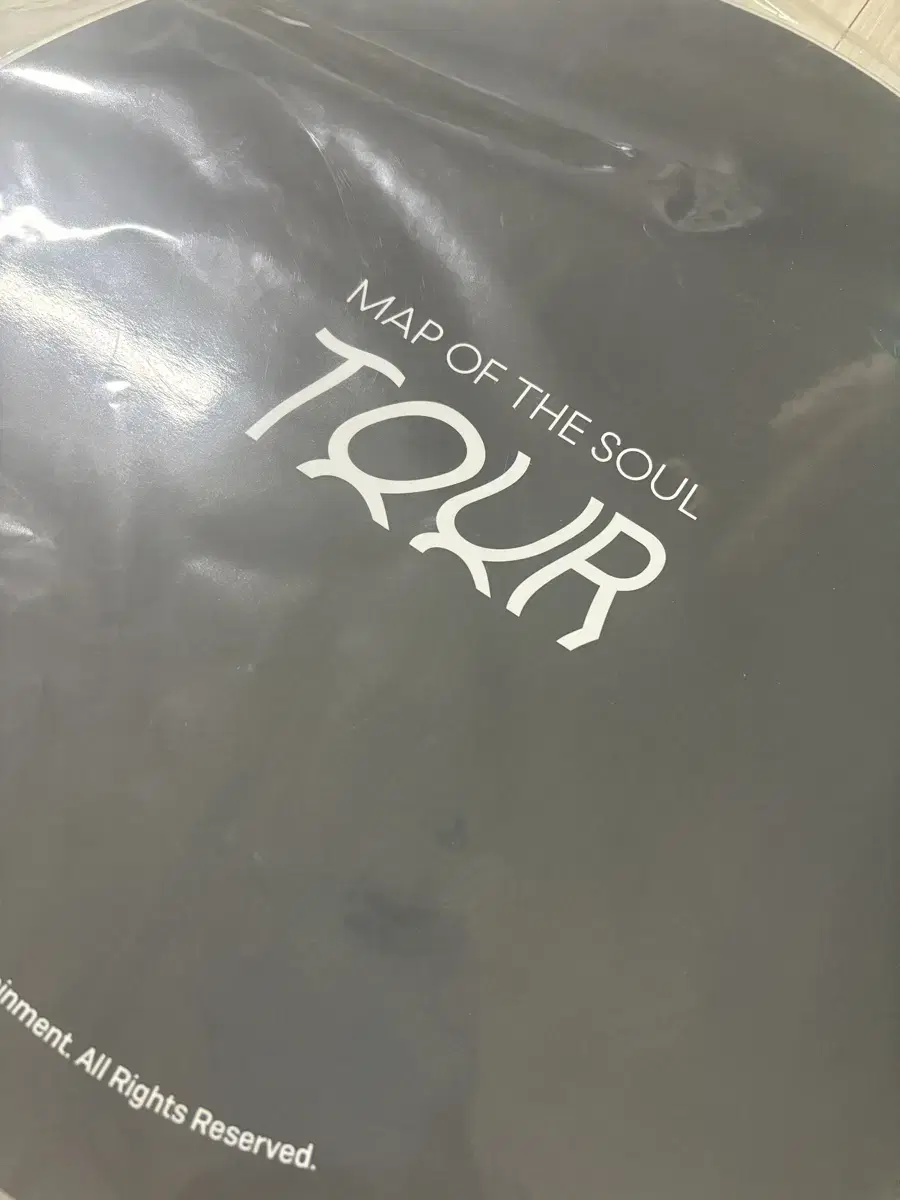 MAP OF THE SOUL
TOUR
inment. All Rights Reserved.